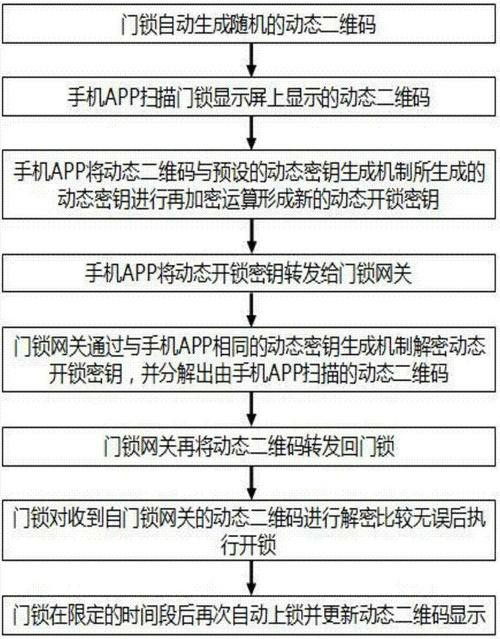 门锁自动生成随机的动态二维码
手机APP扫描门锁显示屏上显示的动态二维码
手机APP将动态二维码与预设的动态密钥生成机制所生成的
动态密钥进行再加密运算形成新的动态开锁密钥
手机APP将动态开锁密钥转发给门锁网关
门锁网关通过与手机APP相同的动态密钥生成机制解密动态
开锁密钥，并分解出由手机APP扫描的动态二维码
门锁网关再将动态二维码转发回门锁
门锁对收到自门锁网关的动态二维码进行解密比较无误后执
行开锁
门锁在限定的时间段后再次自动上锁并更新动态二维码显示